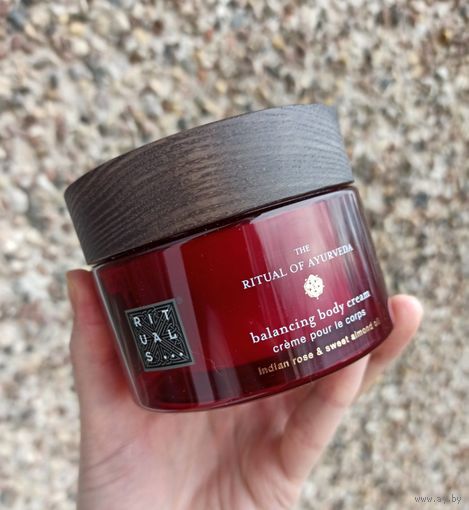 RIT
UAL
S...
THE
RITUAL OF AYURVEDA
balancing body cream
crème pour le corps
Indian rose & sweet almond oil
www.ay.by